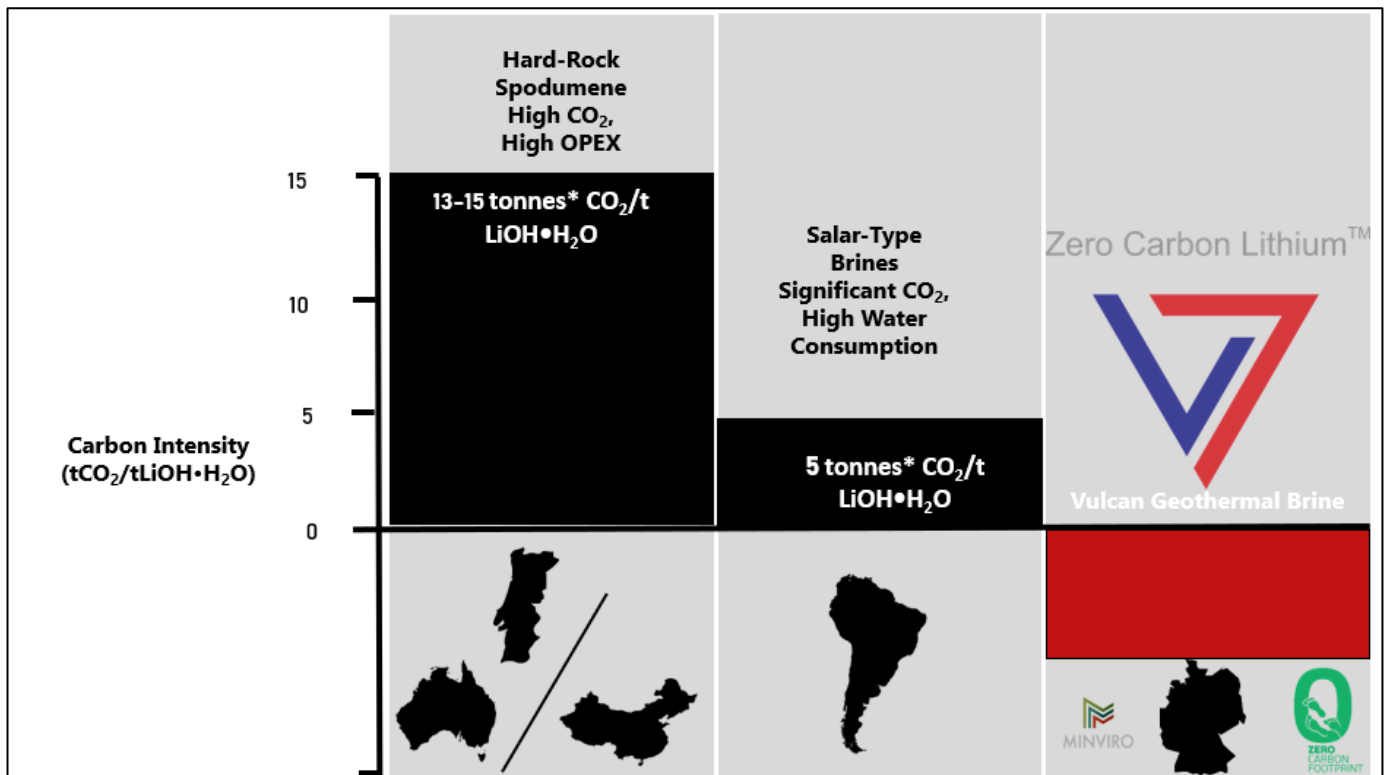 Hard-Rock
Spodumene
High CO₂,
High OPEX
15
13-15 tonnes* CO₂/t
LiOH•H₂O
Salar-Type
Brines
Significant CO₂,
High Water
Consumption
Zero Carbon Lithium™
10
5
Carbon Intensity
(tCO₂/tLiOH•H₂O)
5 tonnes* CO₂/t
LiOH•H₂O
Vulcan Geothermal Brine
0
MINVIRO
ZERO
CARBON
FOOTPRINT